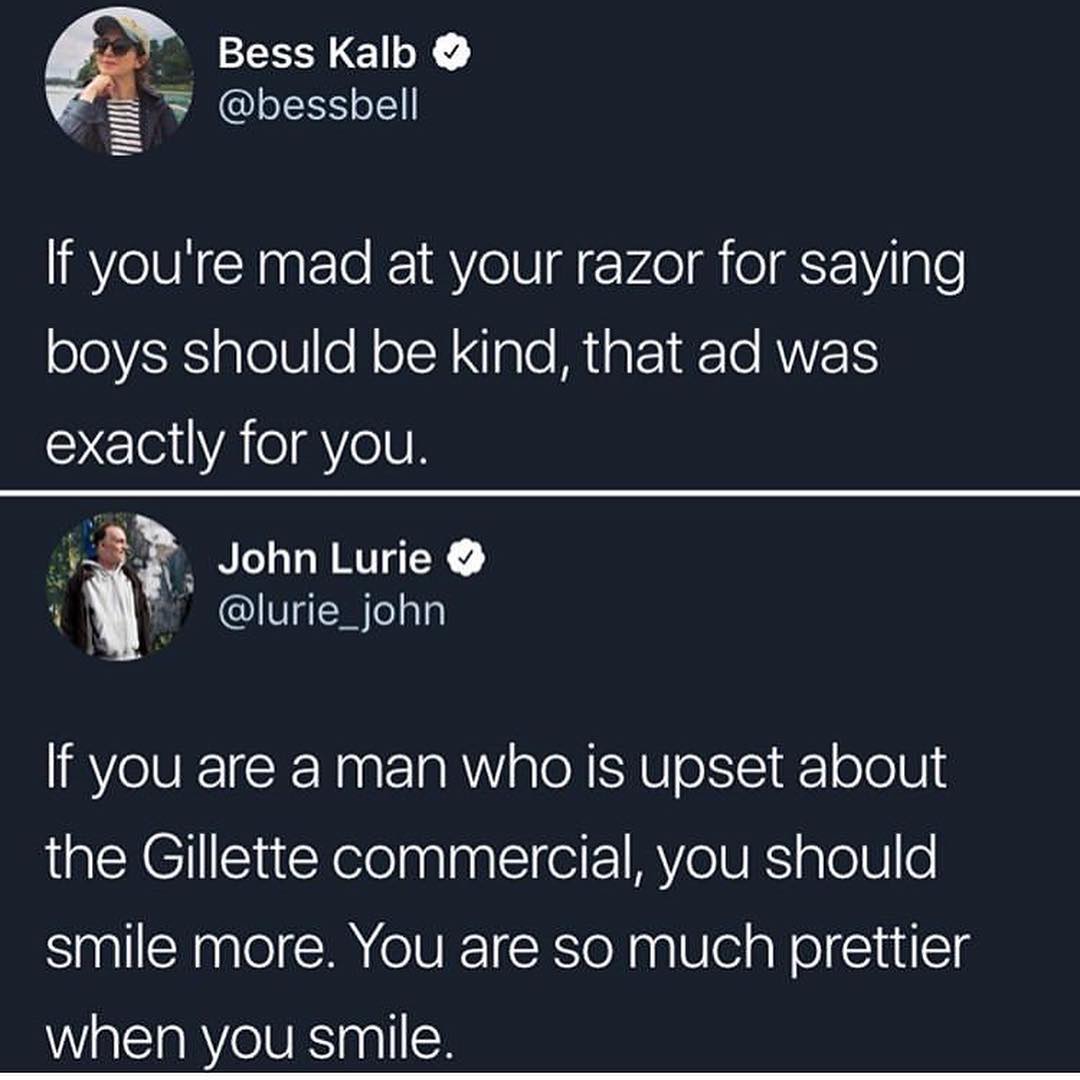 Bess Kalb
@bessbell
If you're mad at your razor for saying
boys should be kind, that ad was
exactly for you.
John Lurie
@lurie_john
If you are a man who is upset about
the Gillette commercial, you should
smile more. You are so much prettier
when you smile.